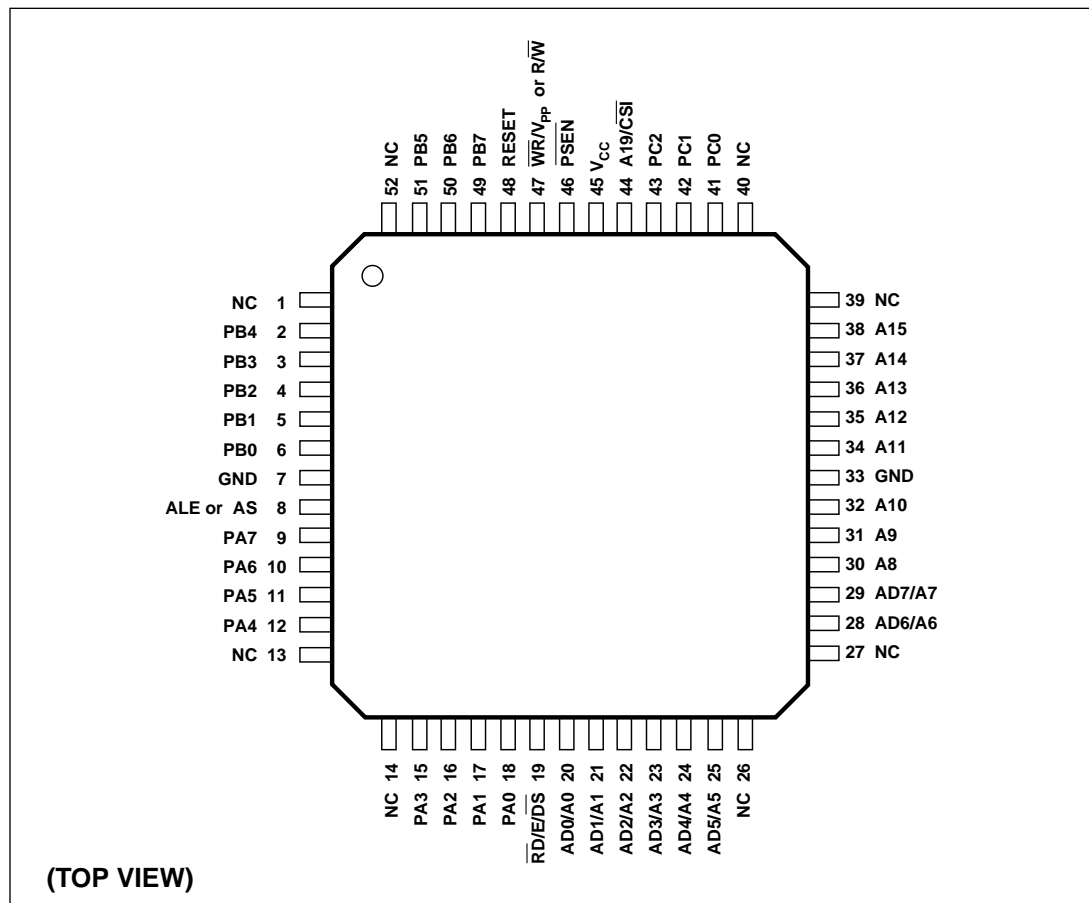 52 NC
51 PB5
50 PB6
49 PB7
48 RESET
47 W̅R̅/VPP or R/W̅
46 P̅S̅E̅N̅
45 VCC
44 A19/C̅S̅I̅
43 PC2
42 PC1
41 PC0
40 NC
NC 1
PB4 2
PB3 3
PB2 4
PB1 5
PB0 6
GND 7
ALE or AS 8
PA7 9
PA6 10
PA5 11
PA4 12
NC 13
39 NC
38 A15
37 A14
36 A13
35 A12
34 A11
33 GND
32 A10
31 A9
30 A8
29 AD7/A7
28 AD6/A6
27 NC
NC 14
PA3 15
PA2 16
PA1 17
PA0 18
R̅D̅/E/D̅S̅ 19
AD0/A0 20
AD1/A1 21
AD2/A2 22
AD3/A3 23
AD4/A4 24
AD5/A5 25
NC 26
(TOP VIEW)